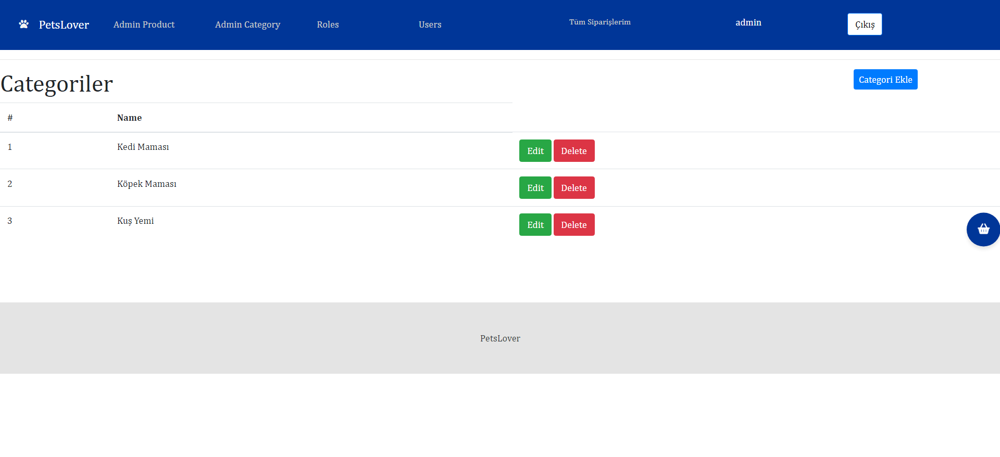 PetsLover Admin Product Admin Category Roles Users Tüm Siparişlerim admin Çıkış
Categoriler Categori Ekle
# Name
1 Kedi Maması Edit Delete
2 Köpek Maması Edit Delete
3 Kuş Yemi Edit Delete
PetsLover